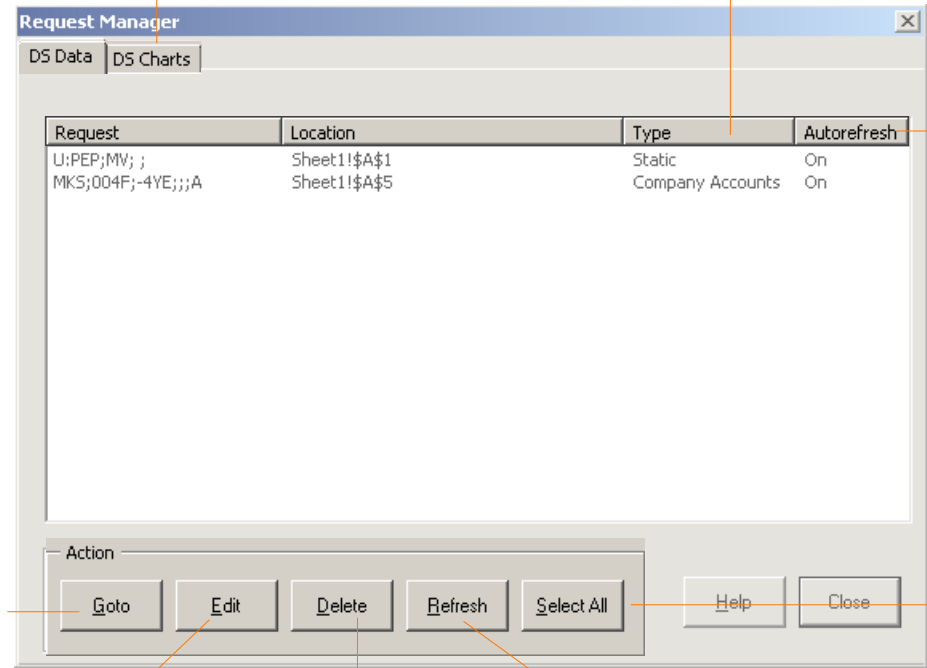 Request Manager
DS Data DS Charts
Request Location Type Autorefresh
U:PEP;MV; ; Sheet1!$A$1 Static On
MKS;004F;-4YE;;;A Sheet1!$A$5 Company Accounts On
Action
Goto Edit Delete Refresh Select All Help Close